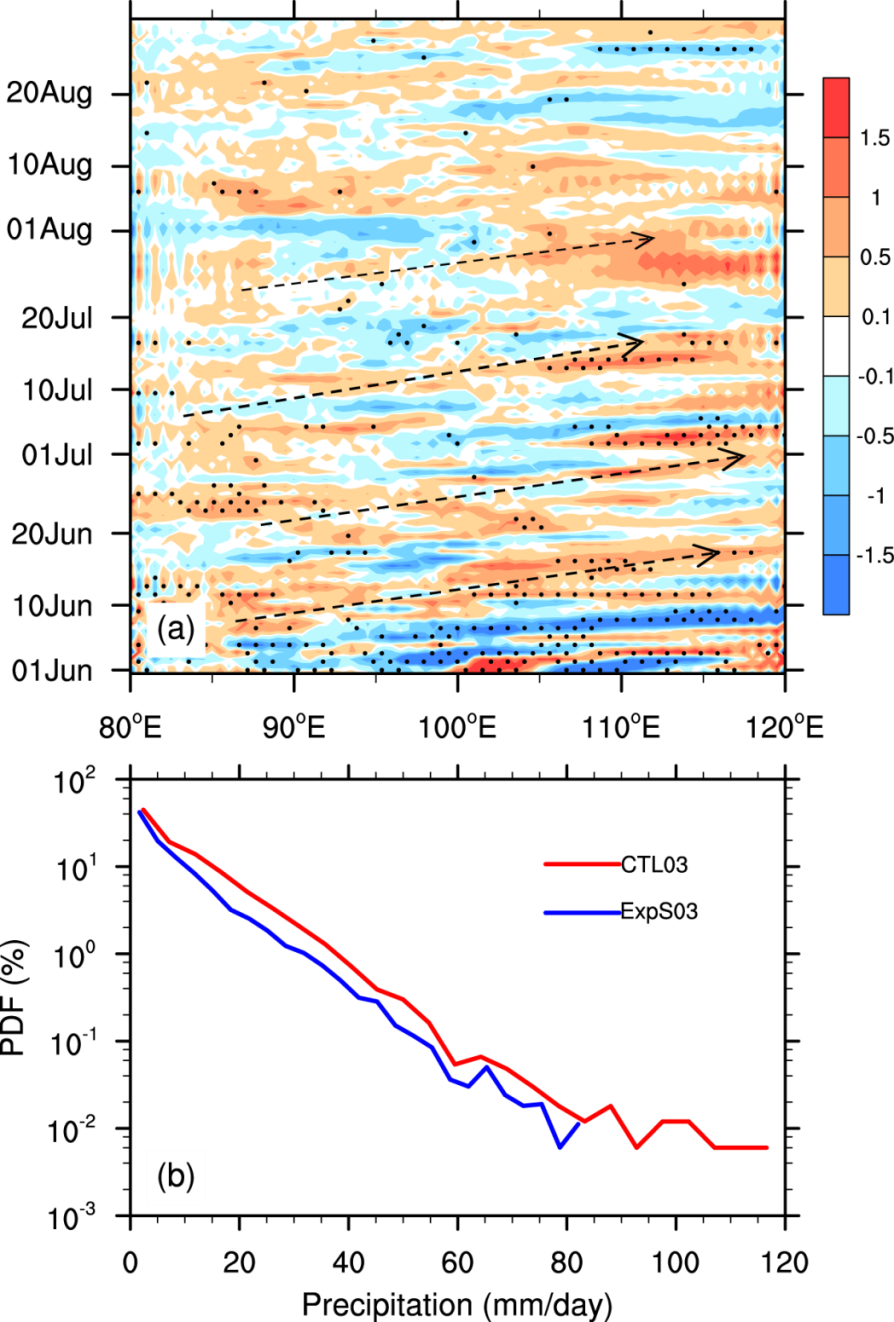 20Aug
10Aug
01Aug
20Jul
10Jul
01Jul
20Jun
10Jun
01Jun
(a)
80°E 90°E 100°E 110°E 120°E
1.5
1
0.5
0.1
-0.1
-0.5
-1
-1.5
10² 
10¹
10⁰
10⁻¹
10⁻²
10⁻³
PDF (%)
CTL03
ExpS03
(b)
0 20 40 60 80 100 120
Precipitation (mm/day)